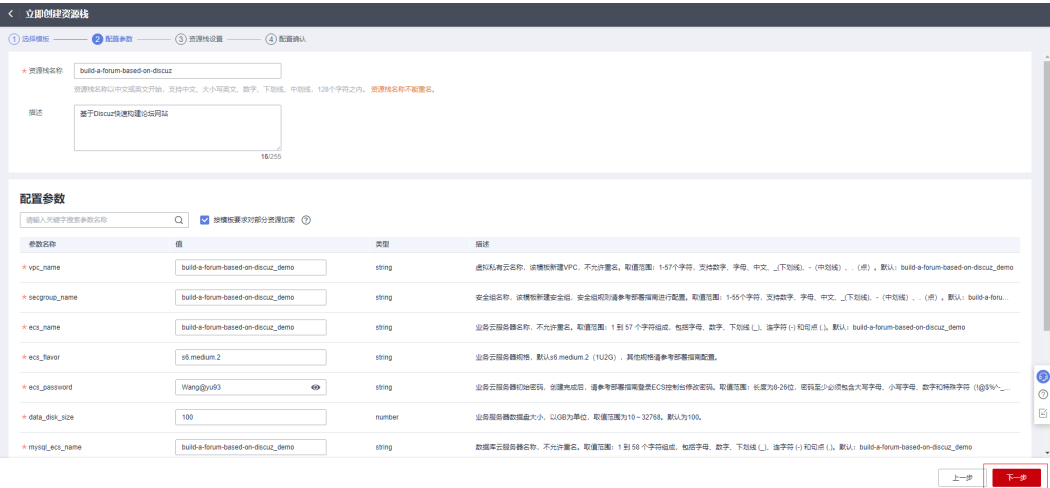 立即创建资源栈
1 选择模板 2 配置参数 3 资源栈设置 4 配置确认
* 资源栈名称 build-a-forum-based-on-discuz
资源栈名称以中文或英文开始，支持中文、大小写英文、数字、下划线、中划线，128个字符之内。资源栈名称不能重名。
描述 基于Discuz快速构建论坛网站
16/255
配置参数
请输入关键字搜索参数名称 按模板要求对部分资源加密
参数名称 值 类型 描述
* vpc_name build-a-forum-based-on-discuz_demo string 虚拟私有云名称，该模板新建VPC，不允许重名。取值范围：1-57个字符，支持数字、字母、中文、_(下划线)、-（中划线）、.（点）。默认：build-a-forum-based-on-discuz_demo
* secgroup_name build-a-forum-based-on-discuz_demo string 安全组名称，该模板新建安全组，安全组规则请参考部署指南进行配置。取值范围：1-55个字符，支持数字、字母、中文、_(下划线)、-（中划线）、.（点）。默认：build-a-foru...
* ecs_name build-a-forum-based-on-discuz_demo string 业务云服务器名称，不允许重名。取值范围：1 到 57 个字符组成，包括字母、数字、下划线 (_)、连字符 (-) 和句点 (.)。默认：build-a-forum-based-on-discuz_demo
* ecs_flavor s6.medium.2 string 业务云服务器规格，默认s6.medium.2（1U2G），其他规格请参考部署指南配置。
* ecs_password Wang@yu93 string 业务云服务器初始密码，创建完成后，请参考部署指南登录ECS控制台修改密码。取值范围：长度为8-26位，密码至少必须包含大写字母、小写字母、数字和特殊字符（!@$%^-_...
* data_disk_size 100 number 业务服务器数据盘大小，以GB为单位，取值范围为10～32768。默认为100。
* mysql_ecs_name build-a-forum-based-on-discuz_demo string 数据库云服务器名称，不允许重名。取值范围：1 到 58 个字符组成，包括字母、数字、下划线 (_)、连字符 (-) 和句点 (.)。默认：build-a-forum-based-on-discuz_demo
上一步 下一步